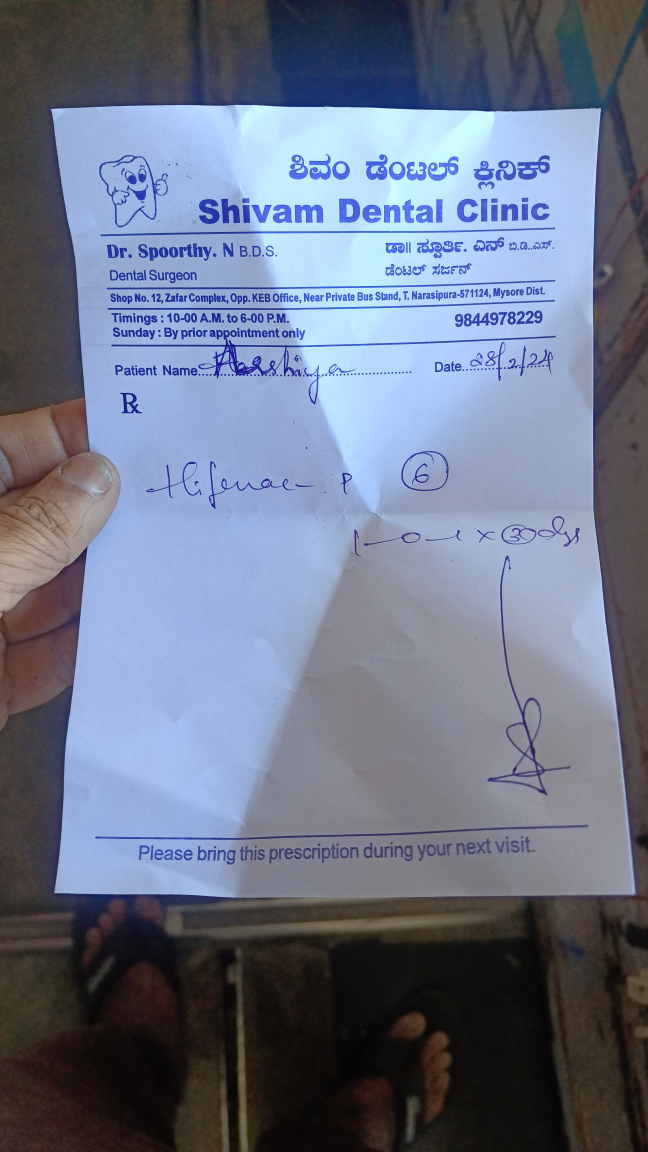 ಶಿವಂ ಡೆಂಟಲ್ ಕ್ಲಿನಿಕ್
Shivam Dental Clinic
Dr. Spoorthy. N B.D.S.
Dental Surgeon
ಡಾ|| ಸ್ಪೂರ್ತಿ. ಎನ್ ಬಿ.ಡಿ..ಎಸ್.
ಡೆಂಟಲ್ ಸರ್ಜನ್
Shop No. 12, Zafar Complex, Opp. KEB Office, Near Private Bus Stand, T. Narasipura-571124, Mysore Dist.
Timings : 10-00 A.M. to 6-00 P.M.
Sunday : By prior appointment only
9844978229
Patient Name Date 28/2/24
℞
Hifenac - P 6
1-0-1 x 3 days
Please bring this prescription during your next visit.